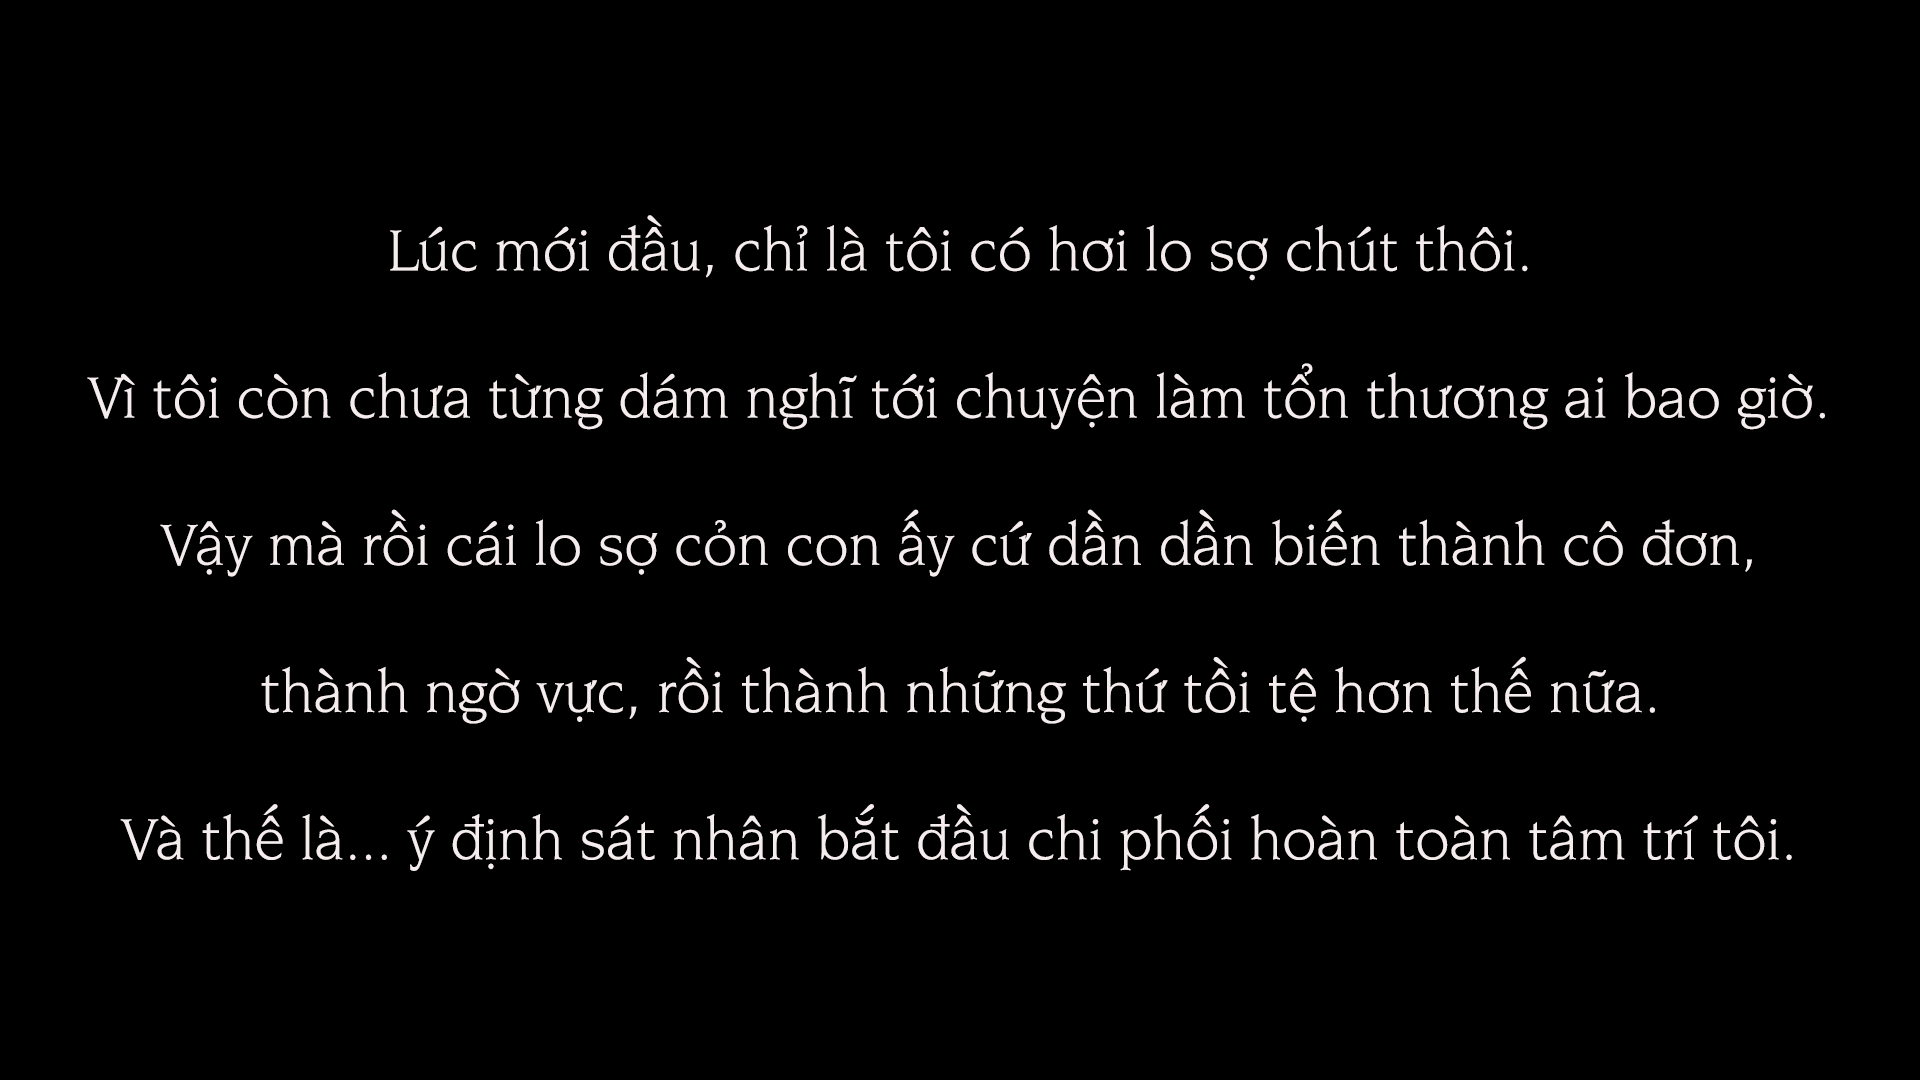 Lúc mới đầu, chỉ là tôi có hơi lo sợ chút thôi.
Vì tôi còn chưa từng dám nghĩ tới chuyện làm tổn thương ai bao giờ.
Vậy mà rồi cái lo sợ cỏn con ấy cứ dần dần biến thành cô đơn,
thành ngờ vực, rồi thành những thứ tồi tệ hơn thế nữa.
Và thế là... ý định sát nhân bắt đầu chi phối hoàn toàn tâm trí tôi.